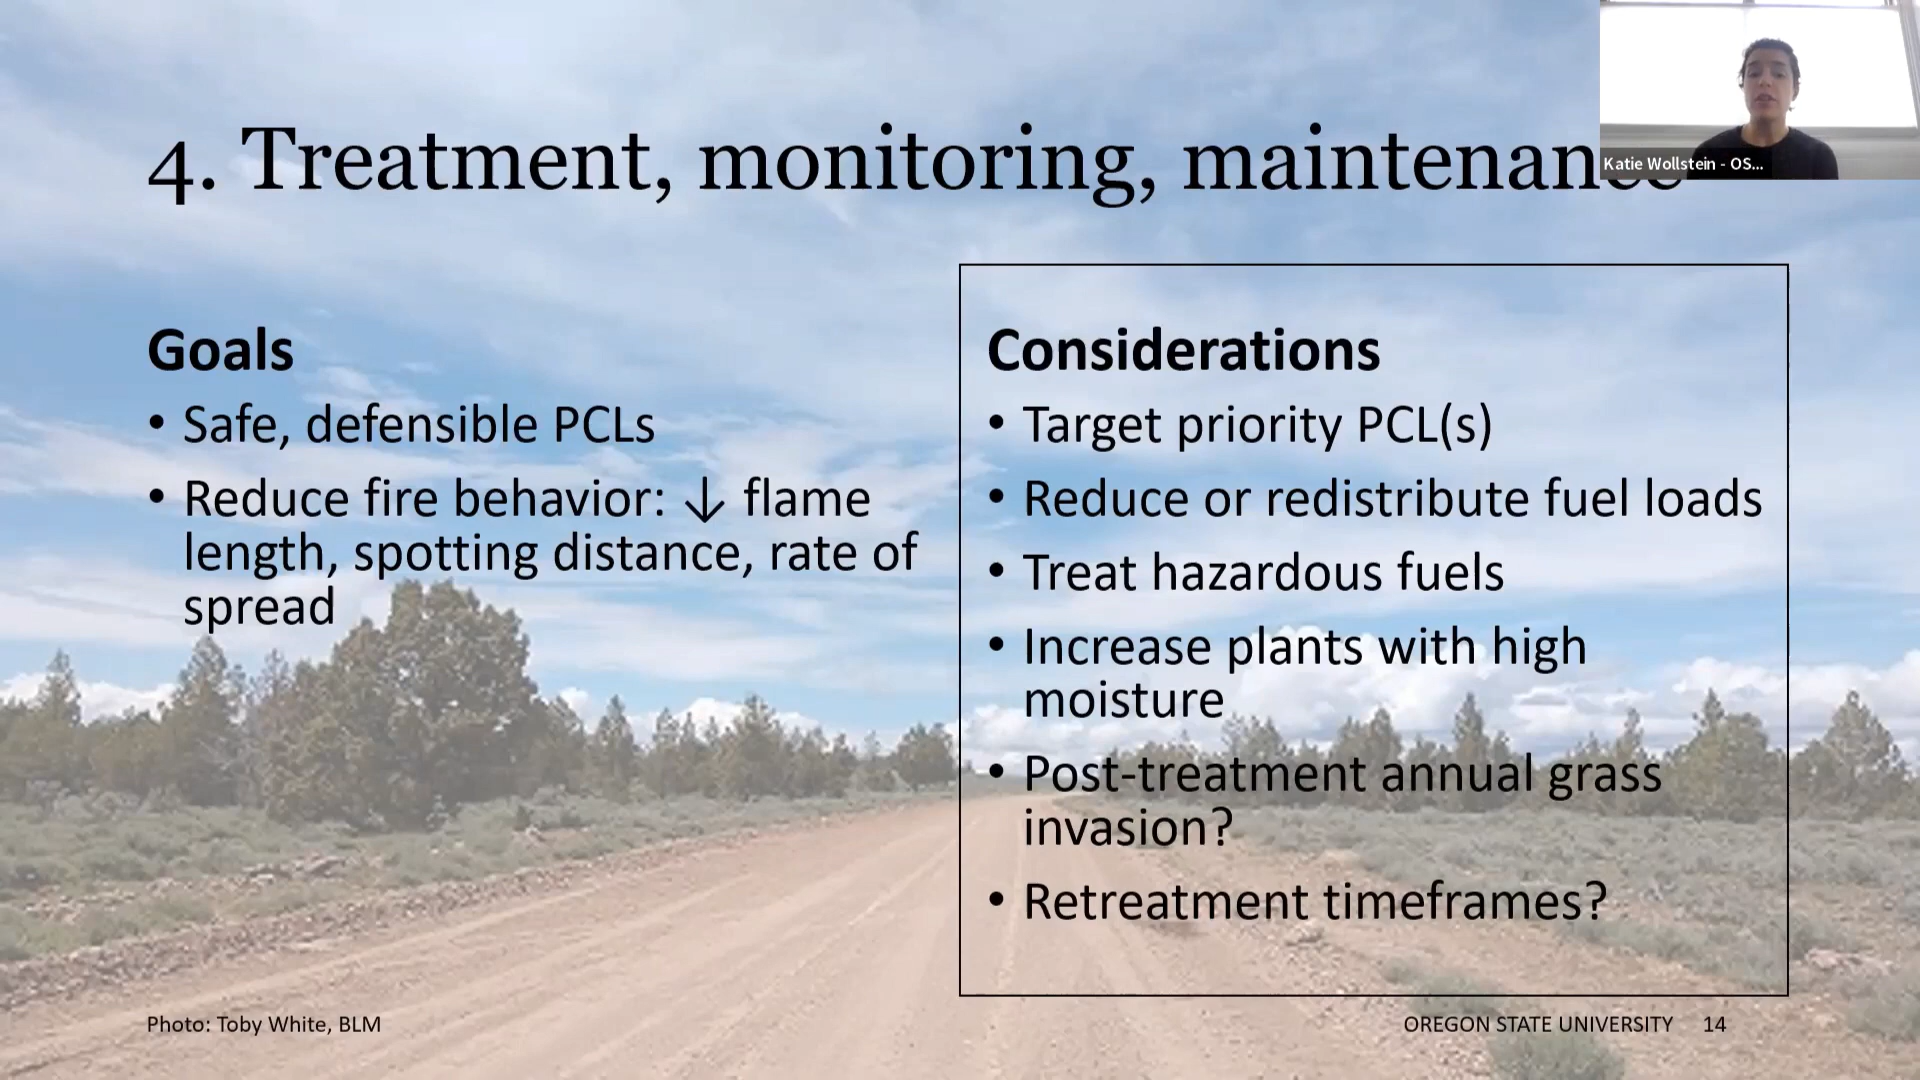 4. Treatment, monitoring,
Katie Wollstein - OS...
Goals
• Safe, defensible PCLs
• Reduce fire behavior: ↓ flame
length, spotting distance, rate of
spread
Considerations
• Target priority PCL(s)
• Reduce or redistribute fuel loads
• Treat hazardous fuels
• Increase plants with high
moisture
• Post-treatment annual grass
invasion?
• Retreatment timeframes?
Photo: Toby White, BLM
OREGON STATE UNIVERSITY 14